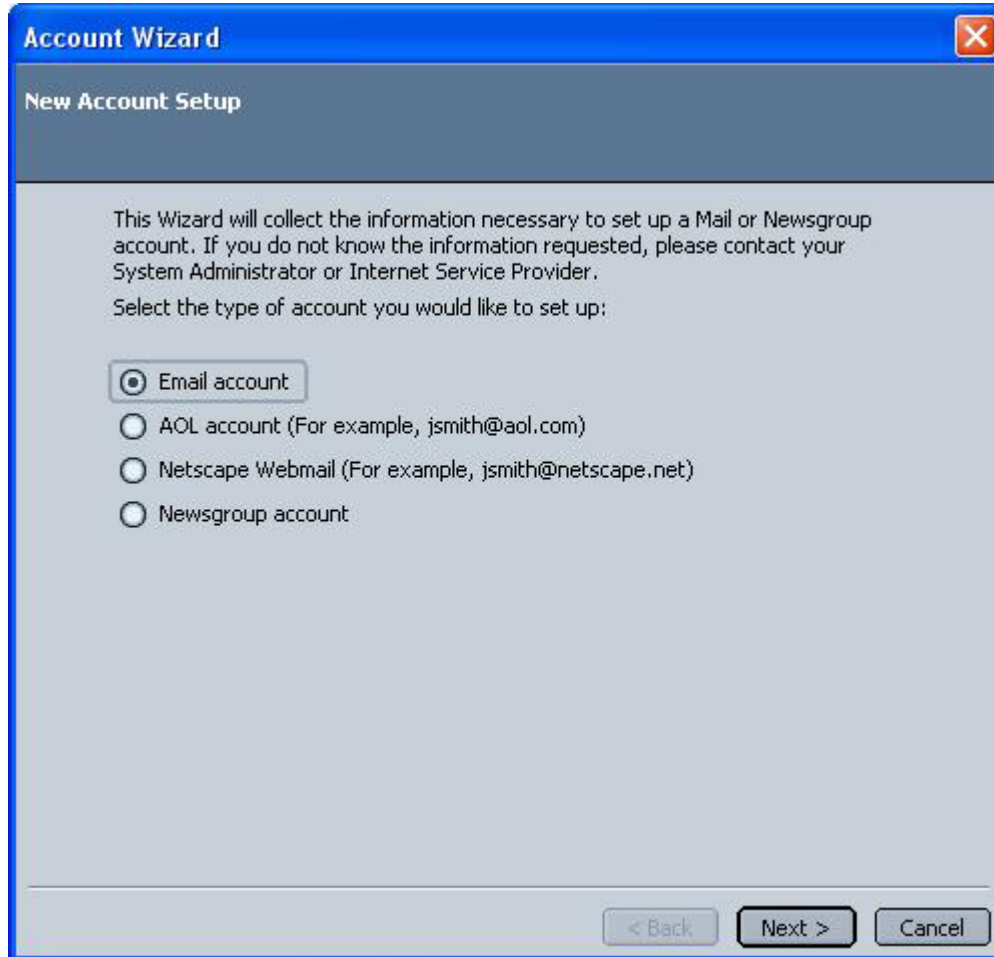 Account Wizard
New Account Setup
This Wizard will collect the information necessary to set up a Mail or Newsgroup
account. If you do not know the information requested, please contact your
System Administrator or Internet Service Provider.
Select the type of account you would like to set up:
Email account
AOL account (For example, jsmith@aol.com)
Netscape Webmail (For example, jsmith@netscape.net)
Newsgroup account
< Back Next > Cancel